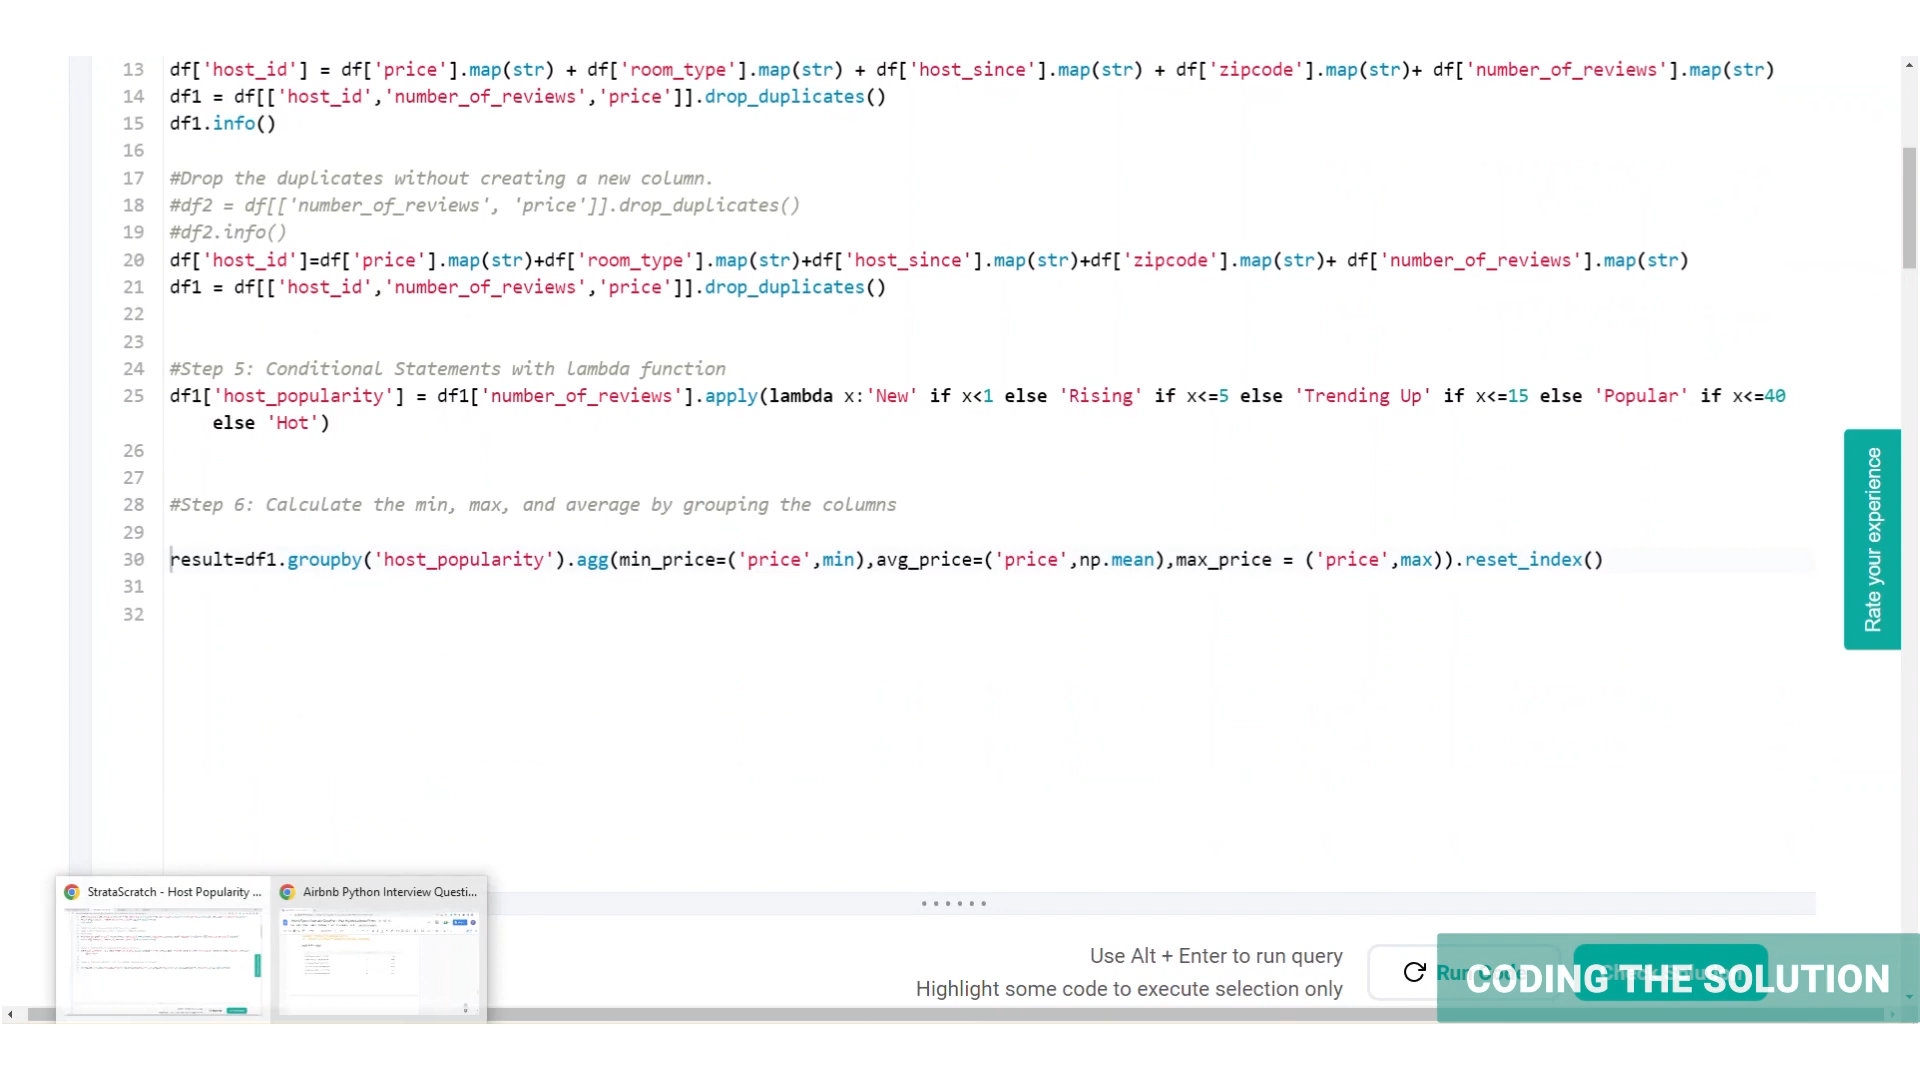 13 df['host_id'] = df['price'].map(str) + df['room_type'].map(str) + df['host_since'].map(str) + df['zipcode'].map(str)+ df['number_of_reviews'].map(str)
14 df1 = df[['host_id','number_of_reviews','price']].drop_duplicates()
15 df1.info()
16
17 #Drop the duplicates without creating a new column.
18 #df2 = df[['number_of_reviews', 'price']].drop_duplicates()
19 #df2.info()
20 df['host_id']=df['price'].map(str)+df['room_type'].map(str)+df['host_since'].map(str)+df['zipcode'].map(str)+ df['number_of_reviews'].map(str)
21 df1 = df[['host_id','number_of_reviews','price']].drop_duplicates()
22
23
24 #Step 5: Conditional Statements with lambda function
25 df1['host_popularity'] = df1['number_of_reviews'].apply(lambda x:'New' if x<1 else 'Rising' if x<=5 else 'Trending Up' if x<=15 else 'Popular' if x<=40
else 'Hot')
26
27
28 #Step 6: Calculate the min, max, and average by grouping the columns
29
30 result=df1.groupby('host_popularity').agg(min_price=('price',min),avg_price=('price',np.mean),max_price = ('price',max)).reset_index()
31
32
Rate your experience
StrataScratch - Host Popularity ...
Airbnb Python Interview Questi...
Use Alt + Enter to run query
Highlight some code to execute selection only
Run Code
Check Solution
CODING THE SOLUTION